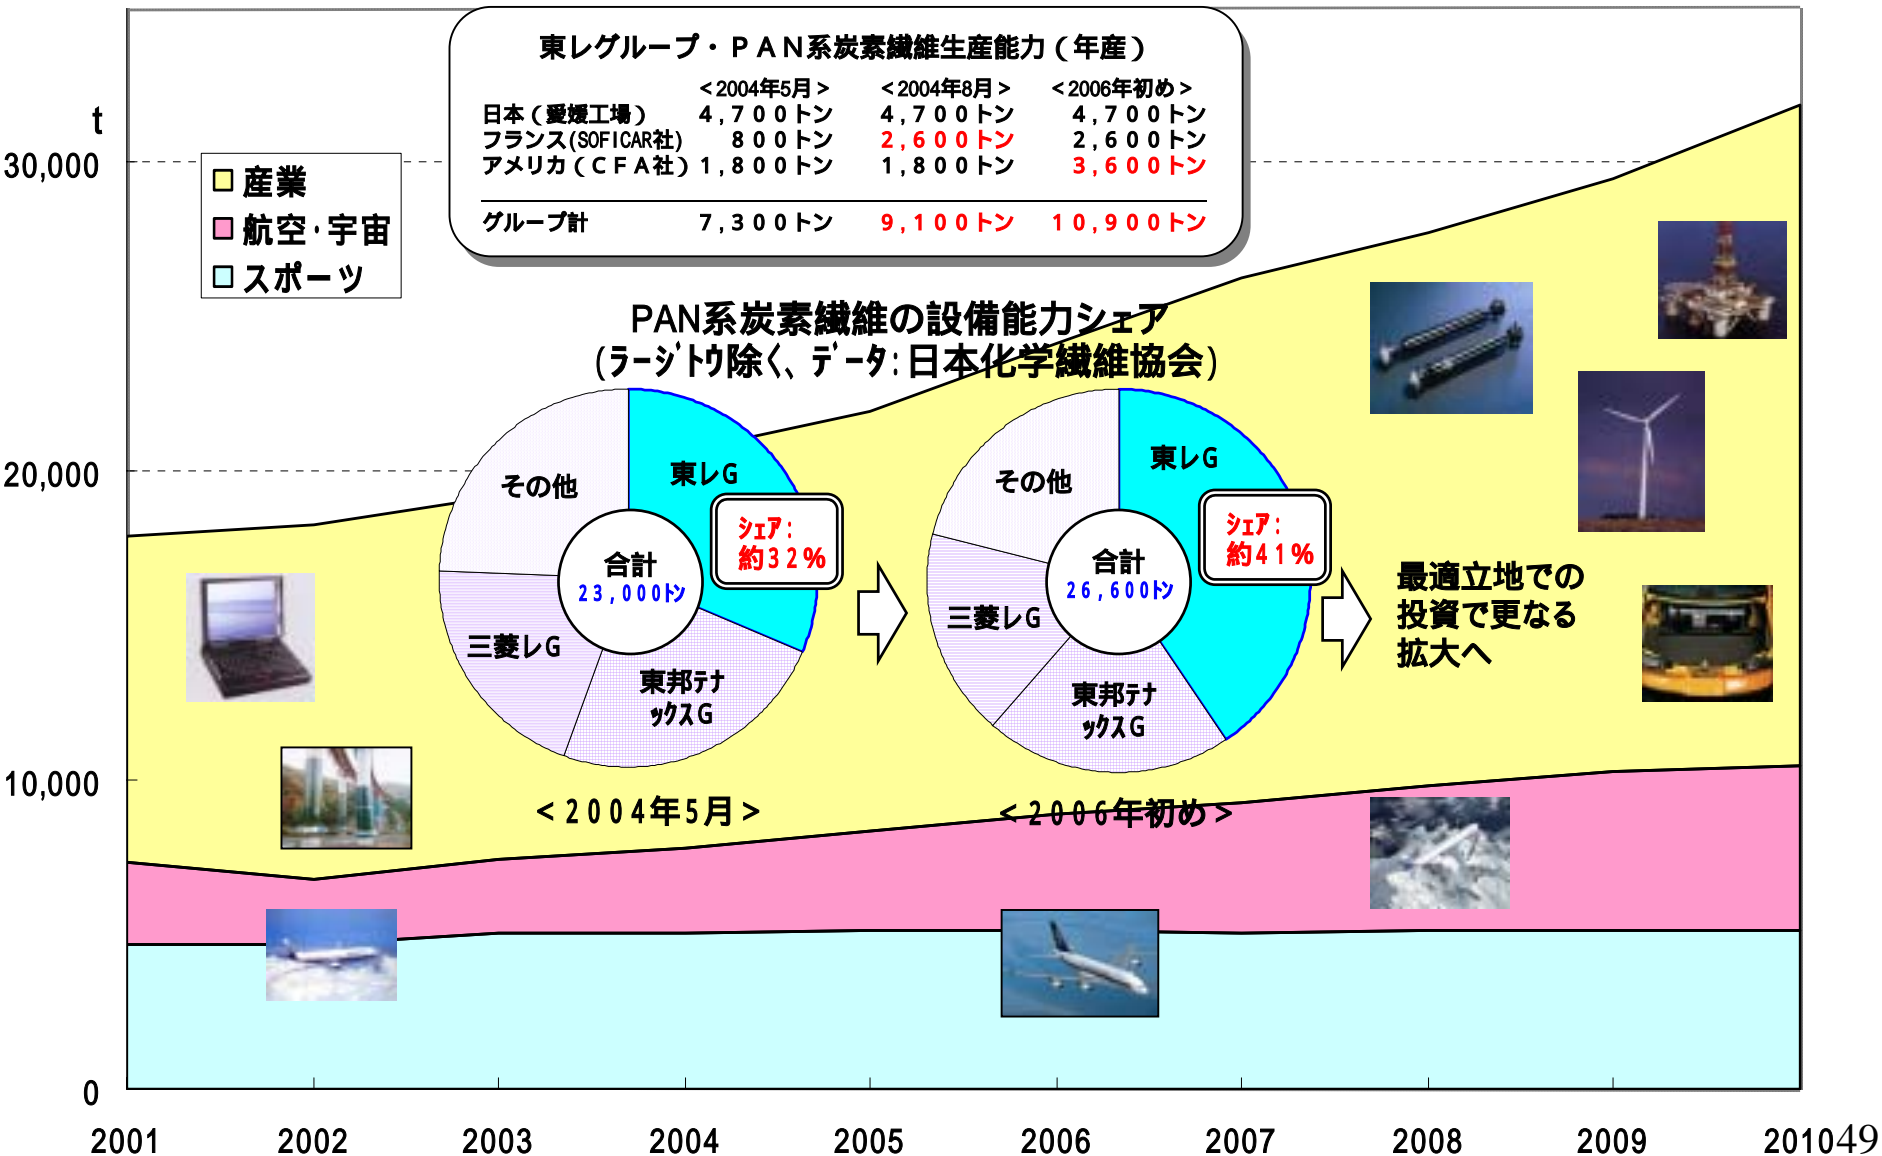 東レグループ・ＰＡＮ系炭素繊維生産能力（年産）
＜2004年5月＞ ＜2004年8月＞ ＜2006年初め＞
日本（愛媛工場） 4,700トン 4,700トン 4,700トン
フランス(SOFICAR社) 800トン 2,600トン 2,600トン
アメリカ（ＣＦＡ社） 1,800トン 1,800トン 3,600トン
グループ計 7,300トン 9,100トン 10,900トン
t
30,000
20,000
10,000
0
産業
航空・宇宙
スポーツ
PAN系炭素繊維の設備能力シェア
(ラージトウ除く、データ:日本化学繊維協会)
その他
東レG
シェア:
約32%
合計
23,000トン
三菱レG
東邦テナ
ックスG
＜2004年5月＞
その他
東レG
シェア:
約41%
合計
26,600トン
三菱レG
東邦テナ
ックスG
＜2006年初め＞
最適立地での
投資で更なる
拡大へ
2001 2002 2003 2004 2005 2006 2007 2008 2009 2010
49